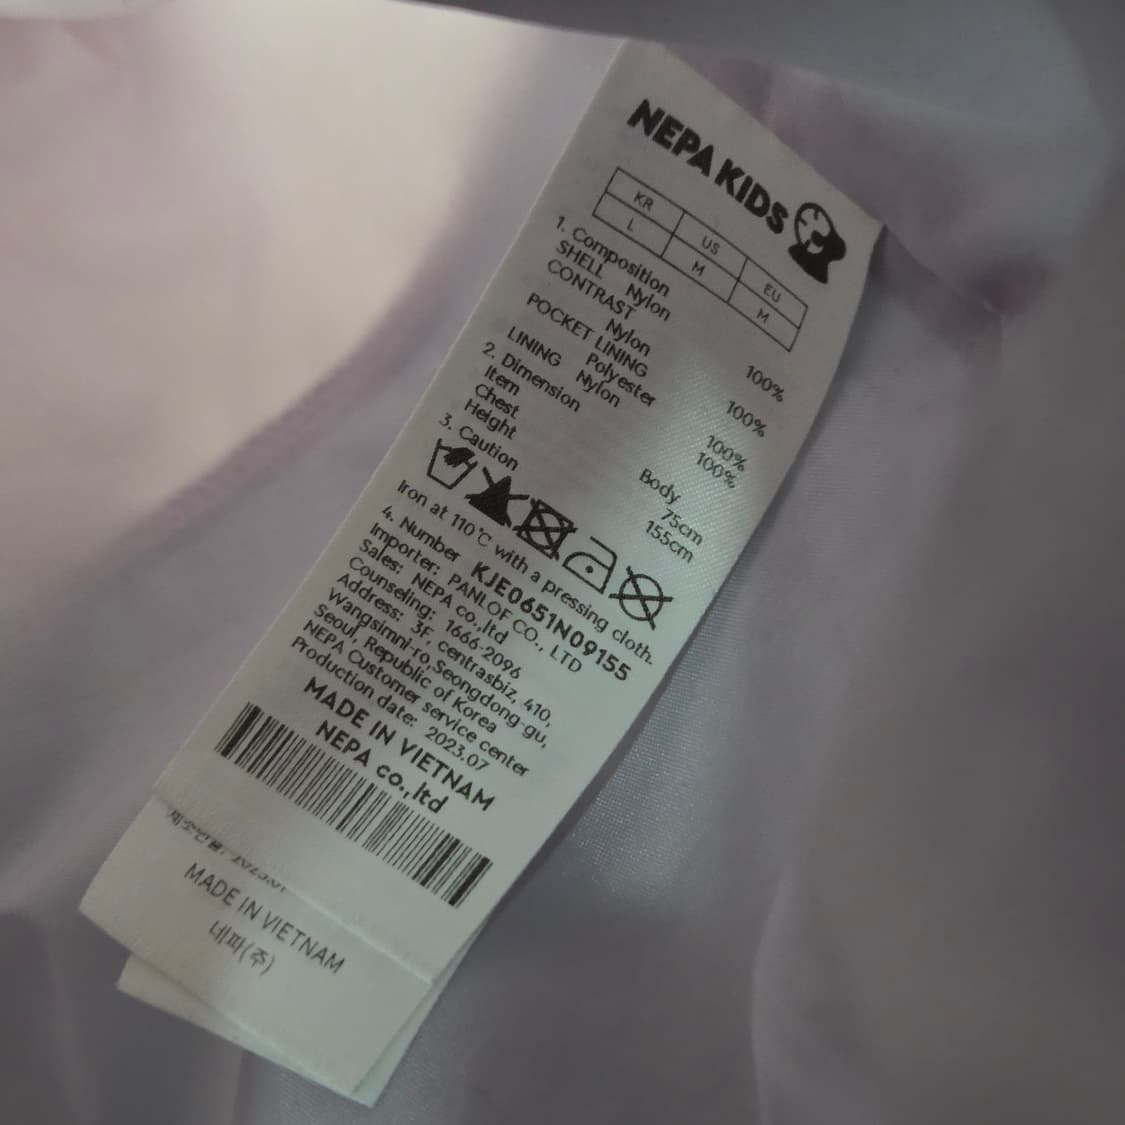 NEPA KIDS
KR US EU
L M M
1. Composition
SHELL Nylon 100%
CONTRAST
Nylon 100%
POCKET LINING
Polyester 100%
LINING Nylon 100%
2. Dimension
Item Body
Chest 75cm
Height 155cm
3. Caution
Iron at 110℃ with a pressing cloth.
4. Number KJE0651N09155
Importer: PANLOF CO., LTD
Sales: NEPA co.,ltd
Counseling: 1666-2096
Address: 3F. centrasbiz, 410,
Wangsimni-ro,Seongdong-gu,
Seoul, Republic of Korea
NEPA Customer service center
Production date: 2023.07
MADE IN VIETNAM
NEPA co.,ltd
MADE IN VIETNAM
네파(주)